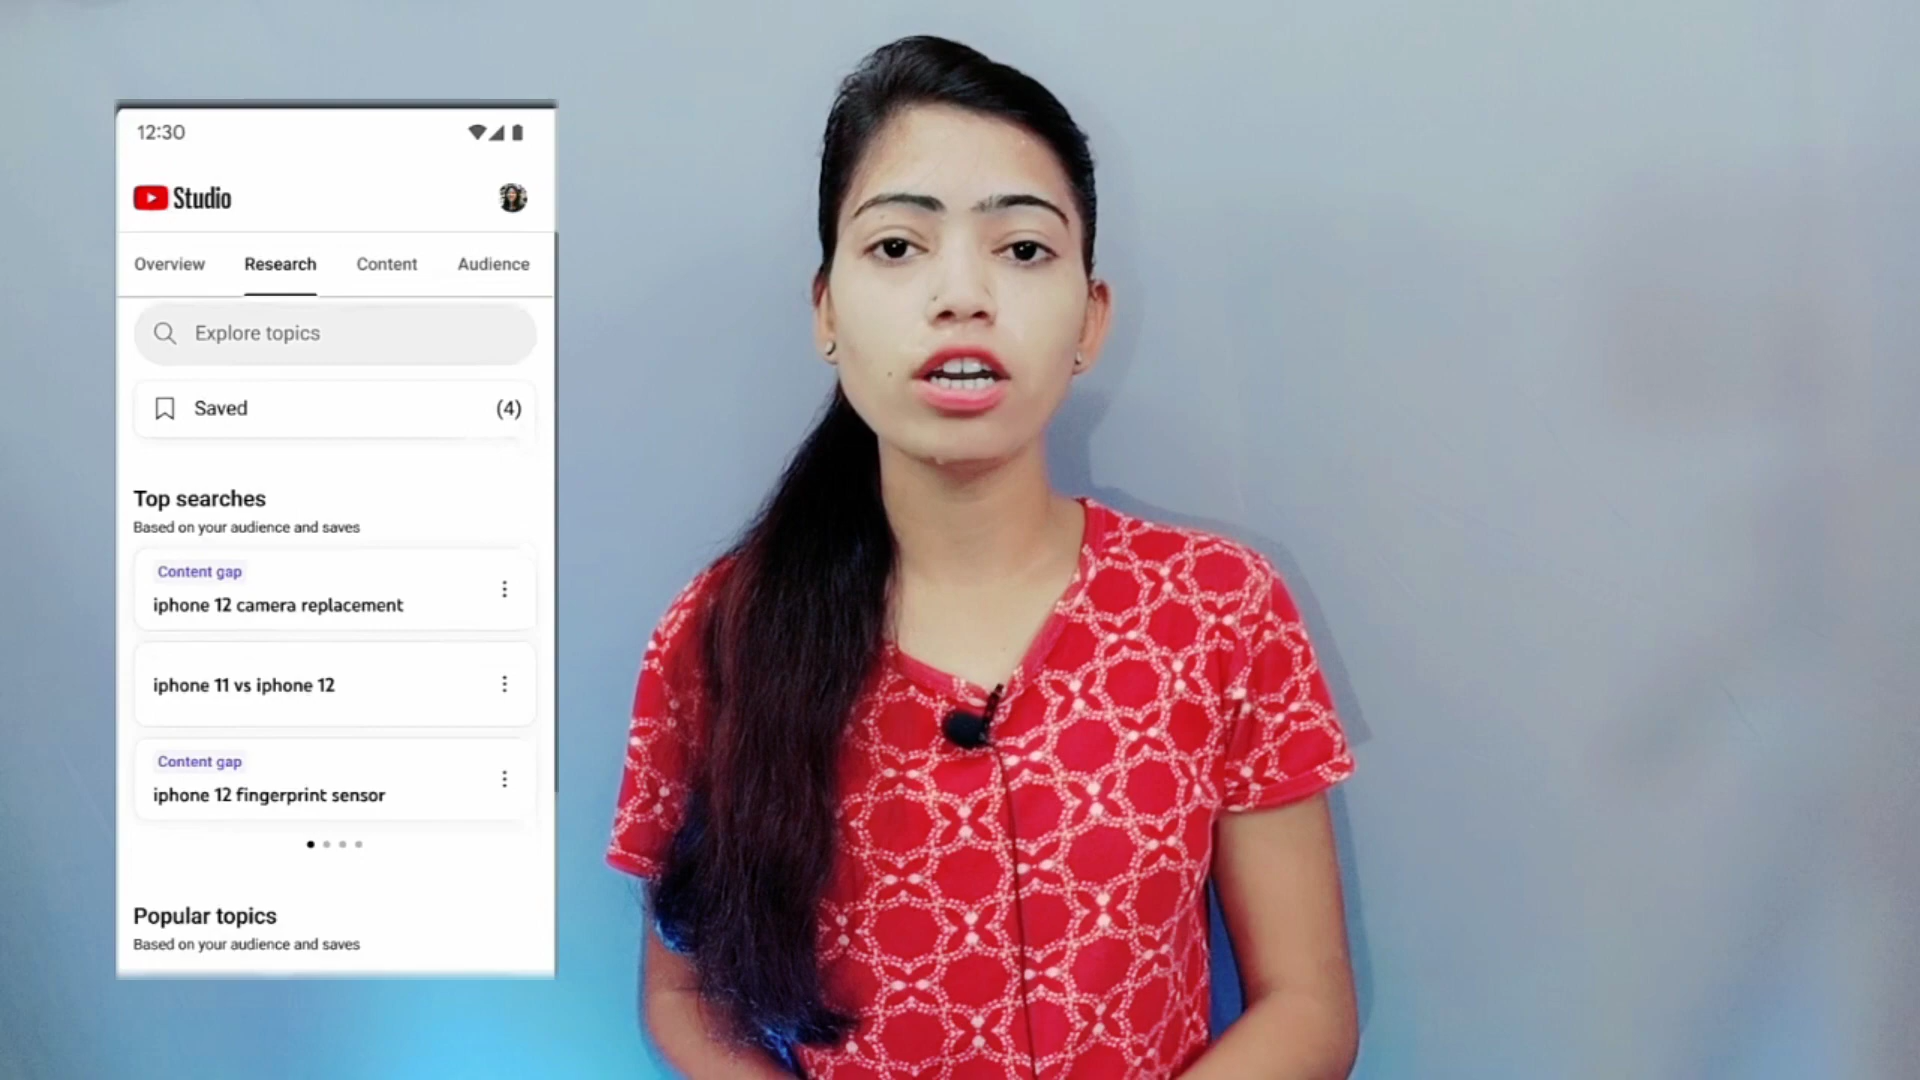 12:30
Studio
Overview Research Content Audience
Explore topics
Saved (4)
Top searches
Based on your audience and saves
Content gap
iphone 12 camera replacement
iphone 11 vs iphone 12
Content gap
iphone 12 fingerprint sensor
Popular topics
Based on your audience and saves